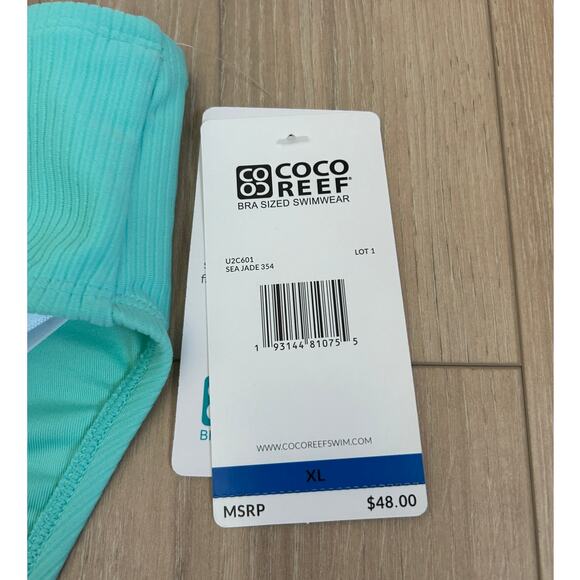 COCO
REEF®
BRA SIZED SWIMWEAR
U2C601
LOT 1
SEA JADE 354
1 93144 81075 5
WWW.COCOREEFSWIM.COM
XL
MSRP $48.00